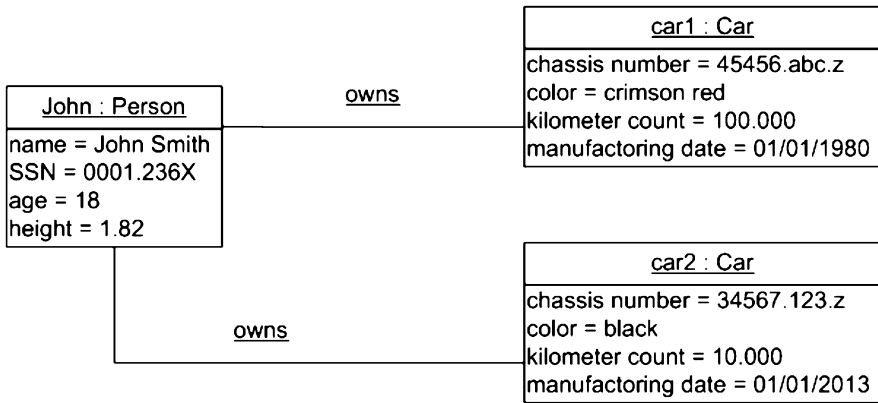 John : Person
name = John Smith
SSN = 0001.236X
age = 18
height = 1.82
owns
car1 : Car
chassis number = 45456.abc.z
color = crimson red
kilometer count = 100.000
manufactoring date = 01/01/1980
owns
car2 : Car
chassis number = 34567.123.z
color = black
kilometer count = 10.000
manufactoring date = 01/01/2013